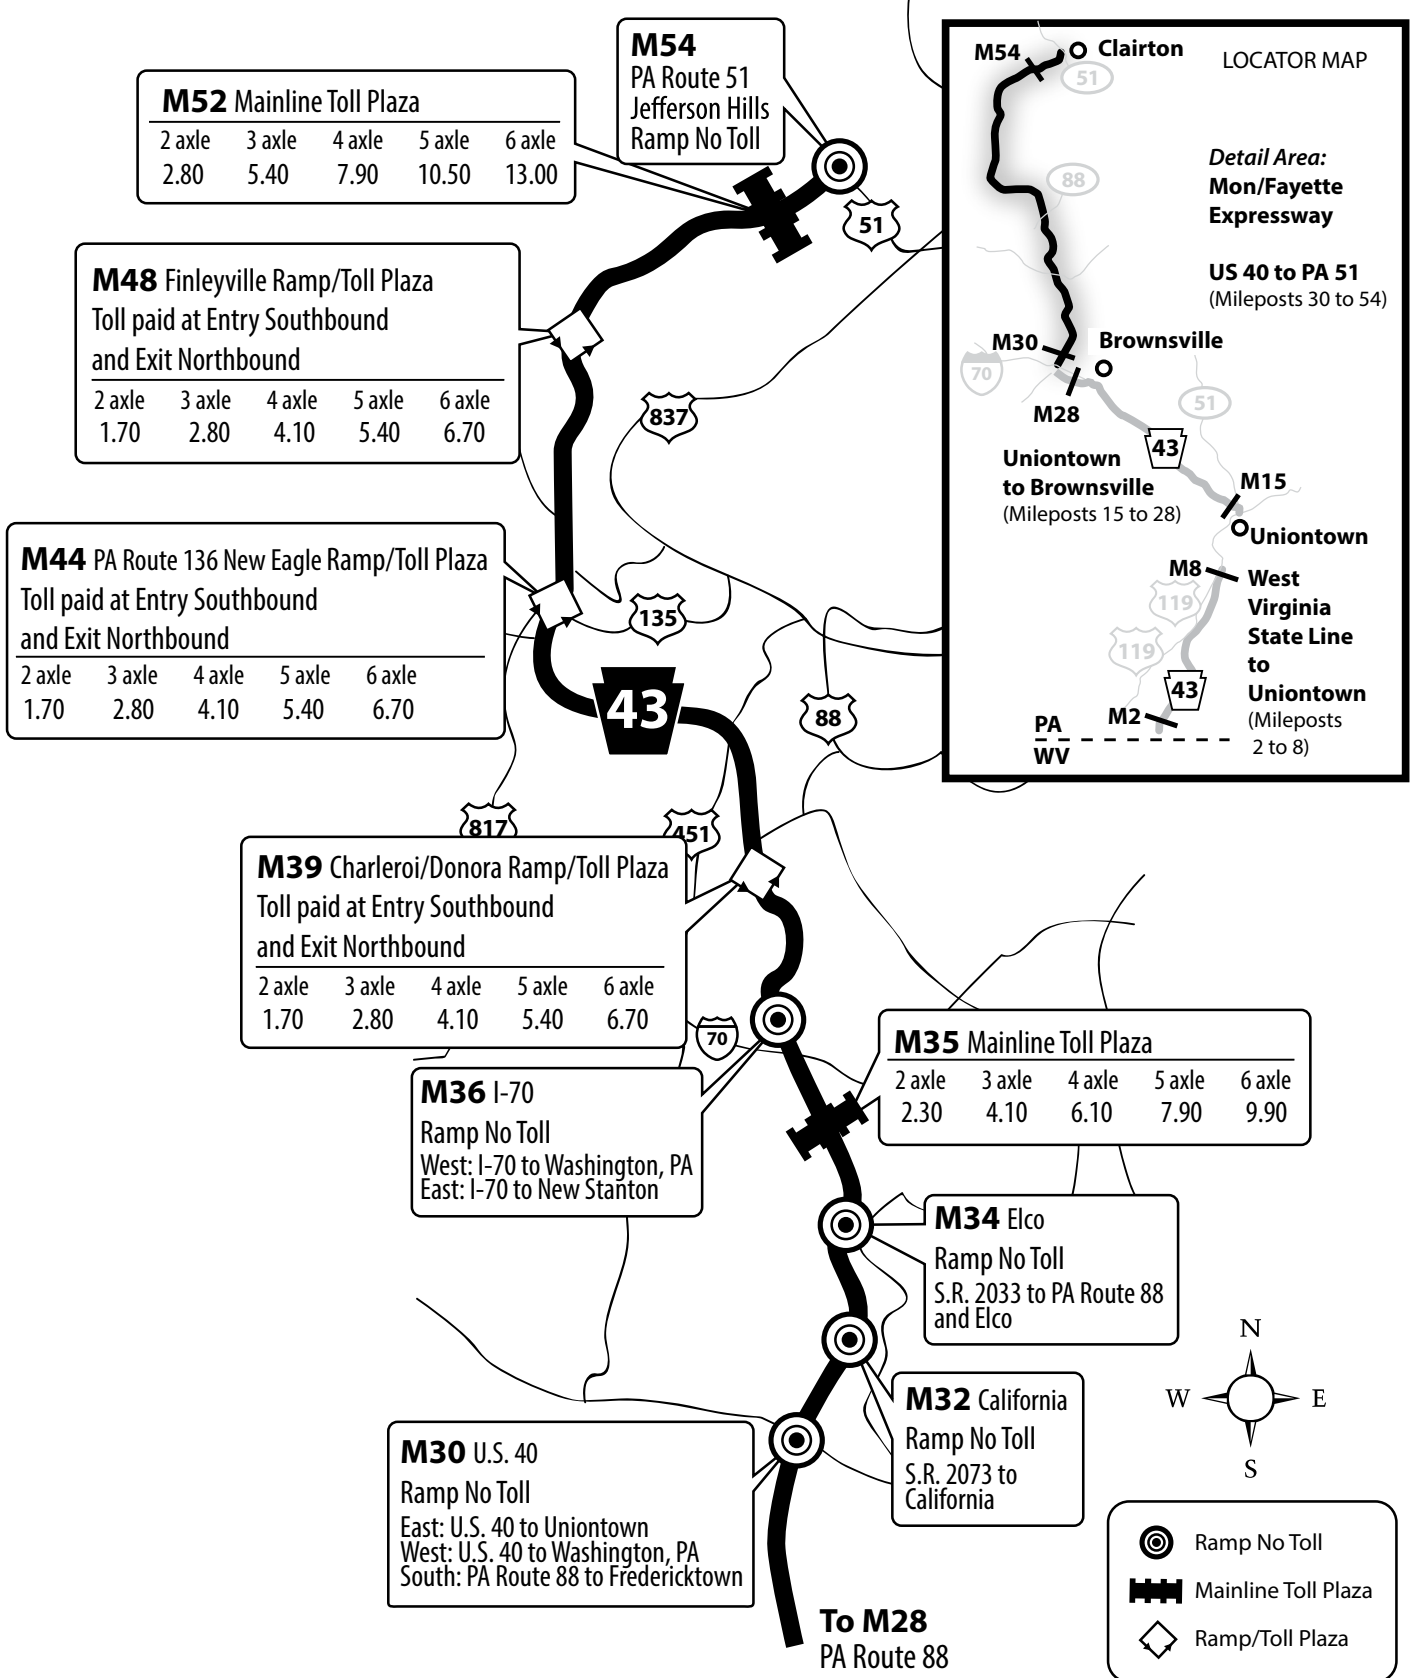 M54
PA Route 51
Jefferson Hills
Ramp No Toll
M52 Mainline Toll Plaza
2 axle 3 axle 4 axle 5 axle 6 axle
2.80 5.40 7.90 10.50 13.00
51
M48 Finleyville Ramp/Toll Plaza
Toll paid at Entry Southbound
and Exit Northbound
2 axle 3 axle 4 axle 5 axle 6 axle
1.70 2.80 4.10 5.40 6.70
837
M44 PA Route 136 New Eagle Ramp/Toll Plaza
Toll paid at Entry Southbound
and Exit Northbound
2 axle 3 axle 4 axle 5 axle 6 axle
1.70 2.80 4.10 5.40 6.70
135
43
88
817
451
M39 Charleroi/Donora Ramp/Toll Plaza
Toll paid at Entry Southbound
and Exit Northbound
2 axle 3 axle 4 axle 5 axle 6 axle
1.70 2.80 4.10 5.40 6.70
70
M36 I-70
Ramp No Toll
West: I-70 to Washington, PA
East: I-70 to New Stanton
M35 Mainline Toll Plaza
2 axle 3 axle 4 axle 5 axle 6 axle
2.30 4.10 6.10 7.90 9.90
M34 Elco
Ramp No Toll
S.R. 2033 to PA Route 88
and Elco
M32 California
Ramp No Toll
S.R. 2073 to
California
M30 U.S. 40
Ramp No Toll
East: U.S. 40 to Uniontown
West: U.S. 40 to Washington, PA
South: PA Route 88 to Fredericktown
To M28
PA Route 88
LOCATOR MAP
M54
Clairton
51
88
Detail Area:
Mon/Fayette
Expressway
US 40 to PA 51
(Mileposts 30 to 54)
M30
Brownsville
70
M28
51
43
Uniontown
to Brownsville
(Mileposts 15 to 28)
M15
Uniontown
M8
119
119
West
Virginia
State Line
to
Uniontown
(Mileposts
2 to 8)
43
M2
PA
WV
N
W E
S
Ramp No Toll
Mainline Toll Plaza
Ramp/Toll Plaza